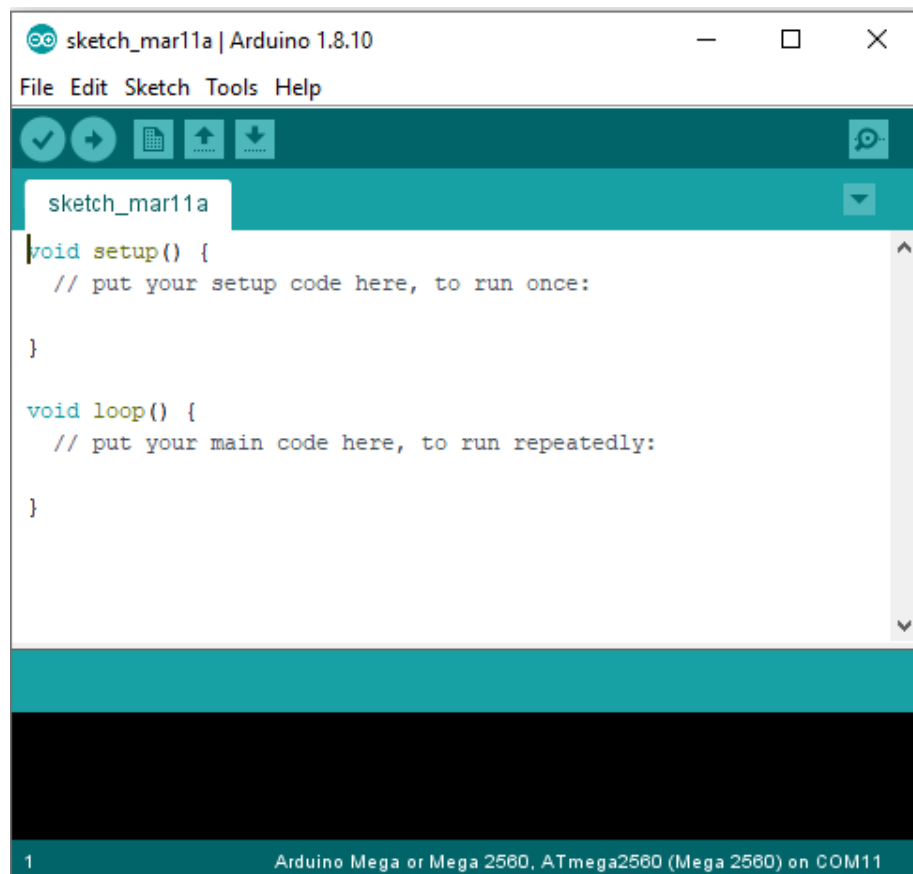 sketch_mar11a | Arduino 1.8.10
File Edit Sketch Tools Help
sketch_mar11a
void setup() {
  // put your setup code here, to run once:
}
void loop() {
  // put your main code here, to run repeatedly:
}
1 Arduino Mega or Mega 2560, ATmega2560 (Mega 2560) on COM11